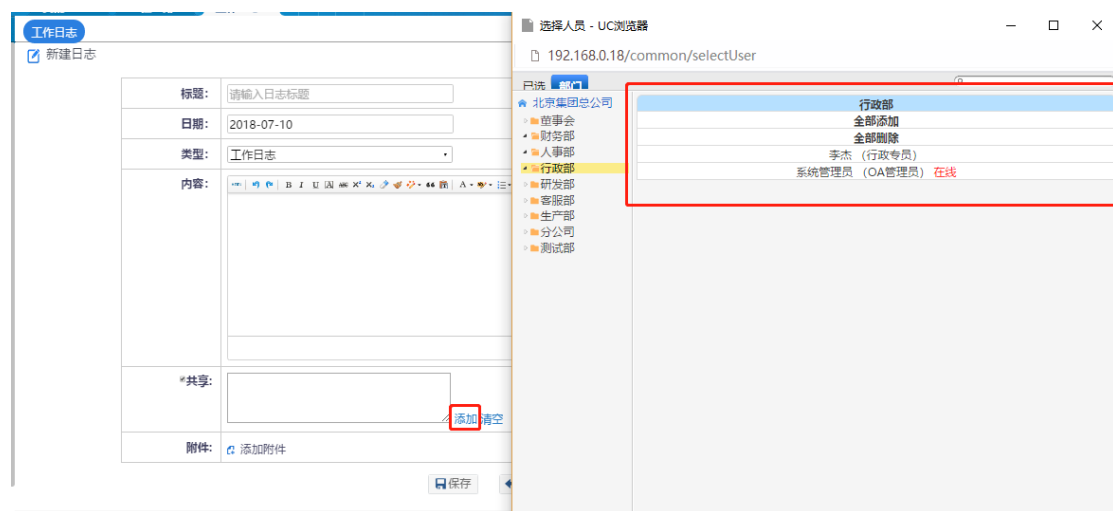 工作日志
新建日志
标题:
请输入日志标题
日期:
2018-07-10
类型:
工作日志
内容:
B I U
*共享:
添加 清空
附件:
添加附件
保存
选择人员 - UC浏览器
192.168.0.18/common/selectUser
已选 部门
北京集团总公司
董事会
财务部
人事部
行政部
研发部
客服部
生产部
分公司
测试部
行政部
全部添加
全部删除
李杰 (行政专员)
系统管理员 (OA管理员) 在线